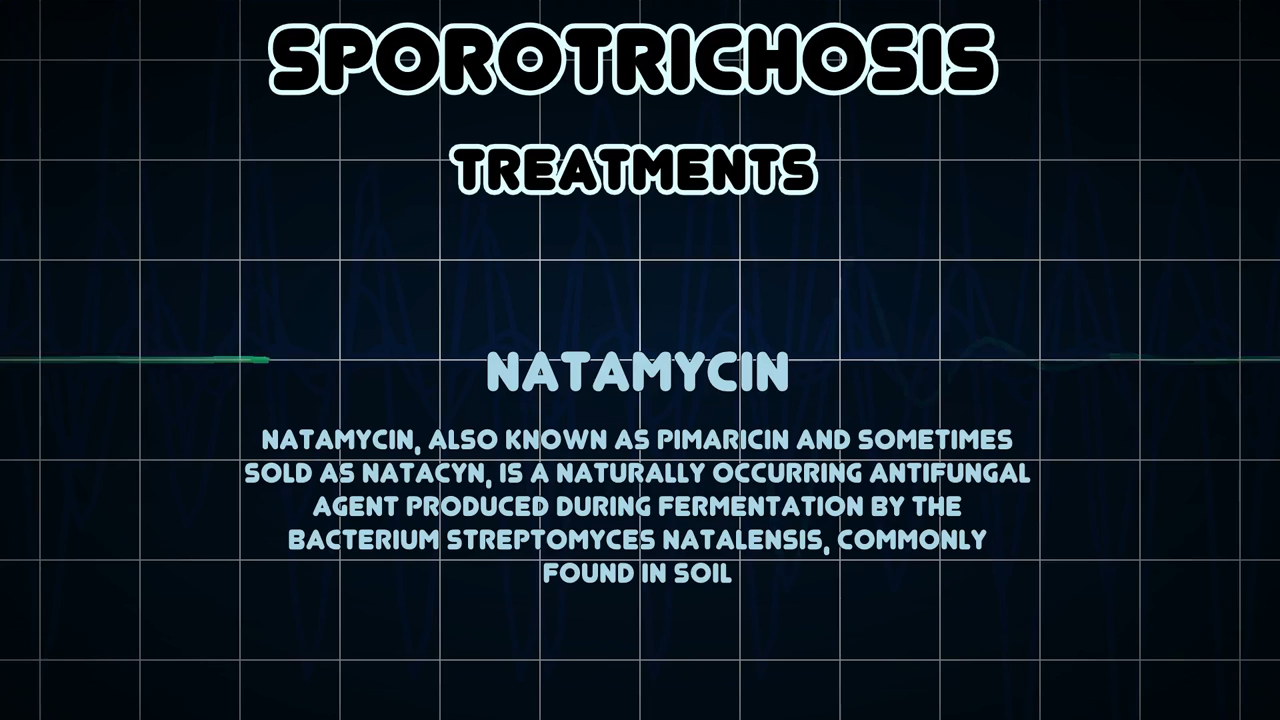 SPOROTRICHOSIS
TREATMENTS
NATAMYCIN
NATAMYCIN, ALSO KNOWN AS PIMARICIN AND SOMETIMES
SOLD AS NATACYN, IS A NATURALLY OCCURRING ANTIFUNGAL
AGENT PRODUCED DURING FERMENTATION BY THE
BACTERIUM STREPTOMYCES NATALENSIS, COMMONLY
FOUND IN SOIL